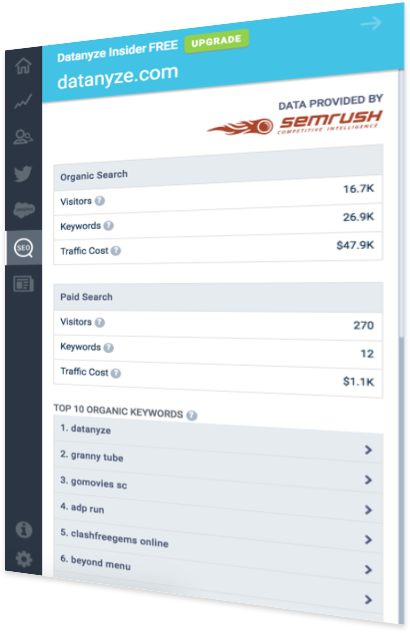 Datanyze Insider FREE UPGRADE
datanyze.com
DATA PROVIDED BY
semrush
COMPETITIVE INTELLIGENCE
Organic Search
Visitors ? 16.7K
Keywords ? 26.9K
Traffic Cost ? $47.9K
Paid Search
Visitors ? 270
Keywords ? 12
Traffic Cost ? $1.1K
TOP 10 ORGANIC KEYWORDS ?
1. datanyze
2. granny tube
3. gomovies sc
4. adp run
5. clashfreegems online
6. beyond menu
SEO